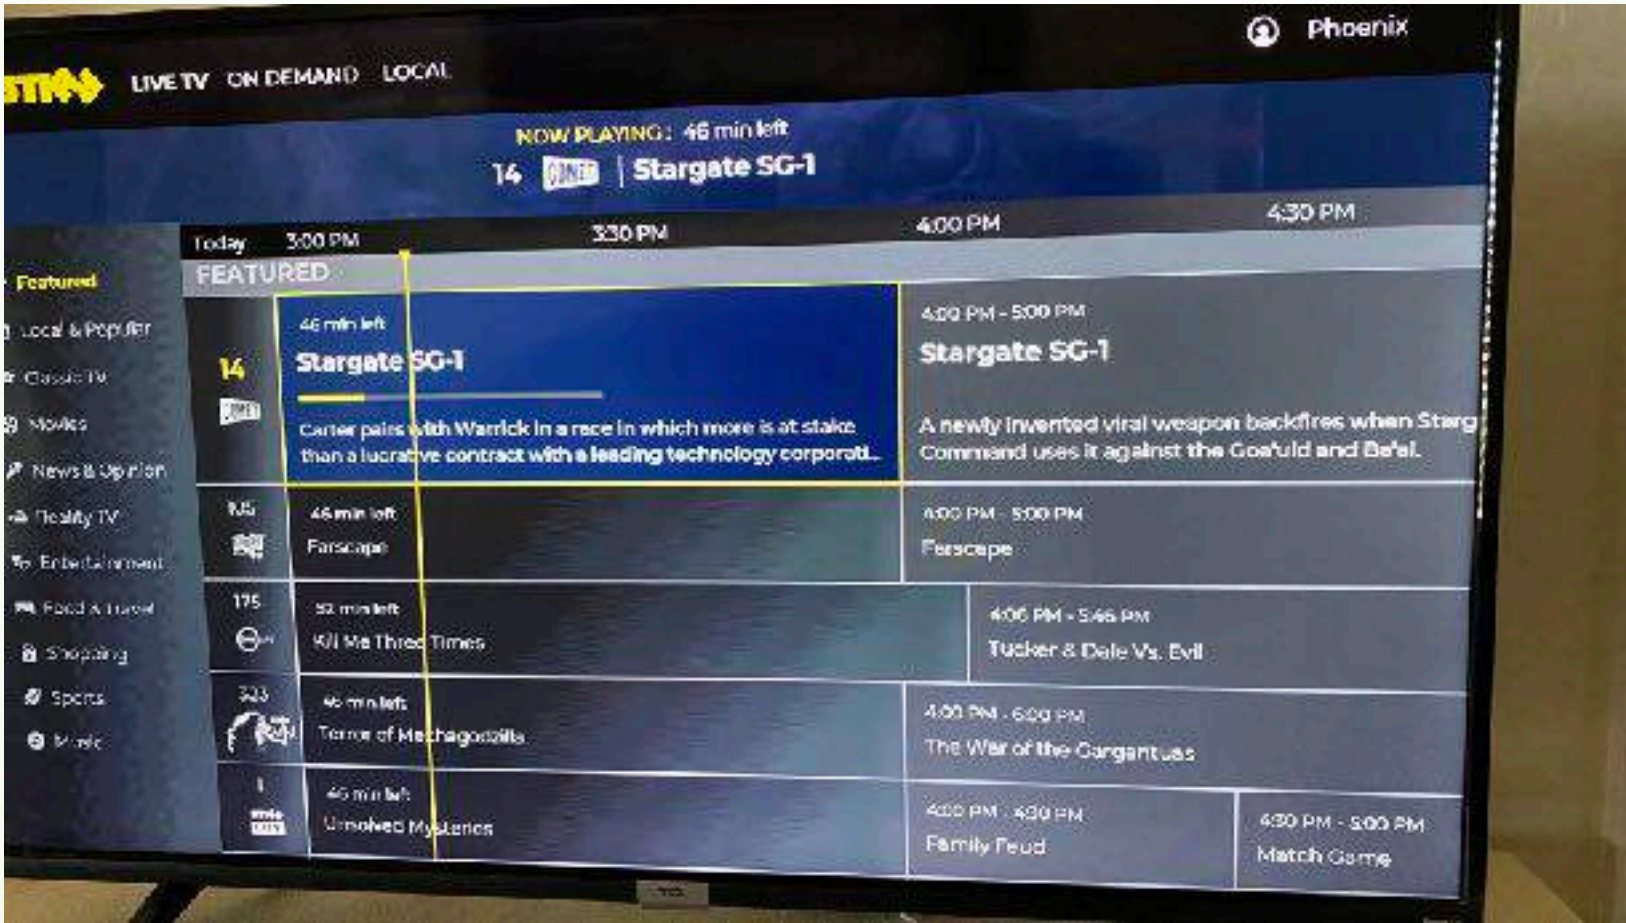 Phoenix
LIVE TV ON DEMAND LOCAL
NOW PLAYING: 46 min left
14 COMET | Stargate SG-1
Today 3:00 PM 3:30 PM 4:00 PM 4:30 PM
FEATURED
Featured
Local & Popular
Classic TV
Movies
News & Opinion
Reality TV
Entertainment
Food & Travel
Shopping
Sports
Music
14
COMET
46 min left
Stargate SG-1
Carter pairs with Warrick in a race in which more is at stake
than a lucrative contract with a leading technology corporati...
4:00 PM - 5:00 PM
Stargate SG-1
A newly invented viral weapon backfires when Starg
Command uses it against the Goa'uld and Ba'al.
105
46 min left
Farscape
4:00 PM - 5:00 PM
Farscape
175
52 min left
Kill Me Three Times
4:06 PM - 5:46 PM
Tucker & Dale Vs. Evil
323
46 min left
Terror of Mechagodzilla
4:00 PM - 6:00 PM
The War of the Gargantuas
1
46 min left
Unsolved Mysteries
4:00 PM - 4:30 PM
Family Feud
4:30 PM - 5:00 PM
Match Game
TCL